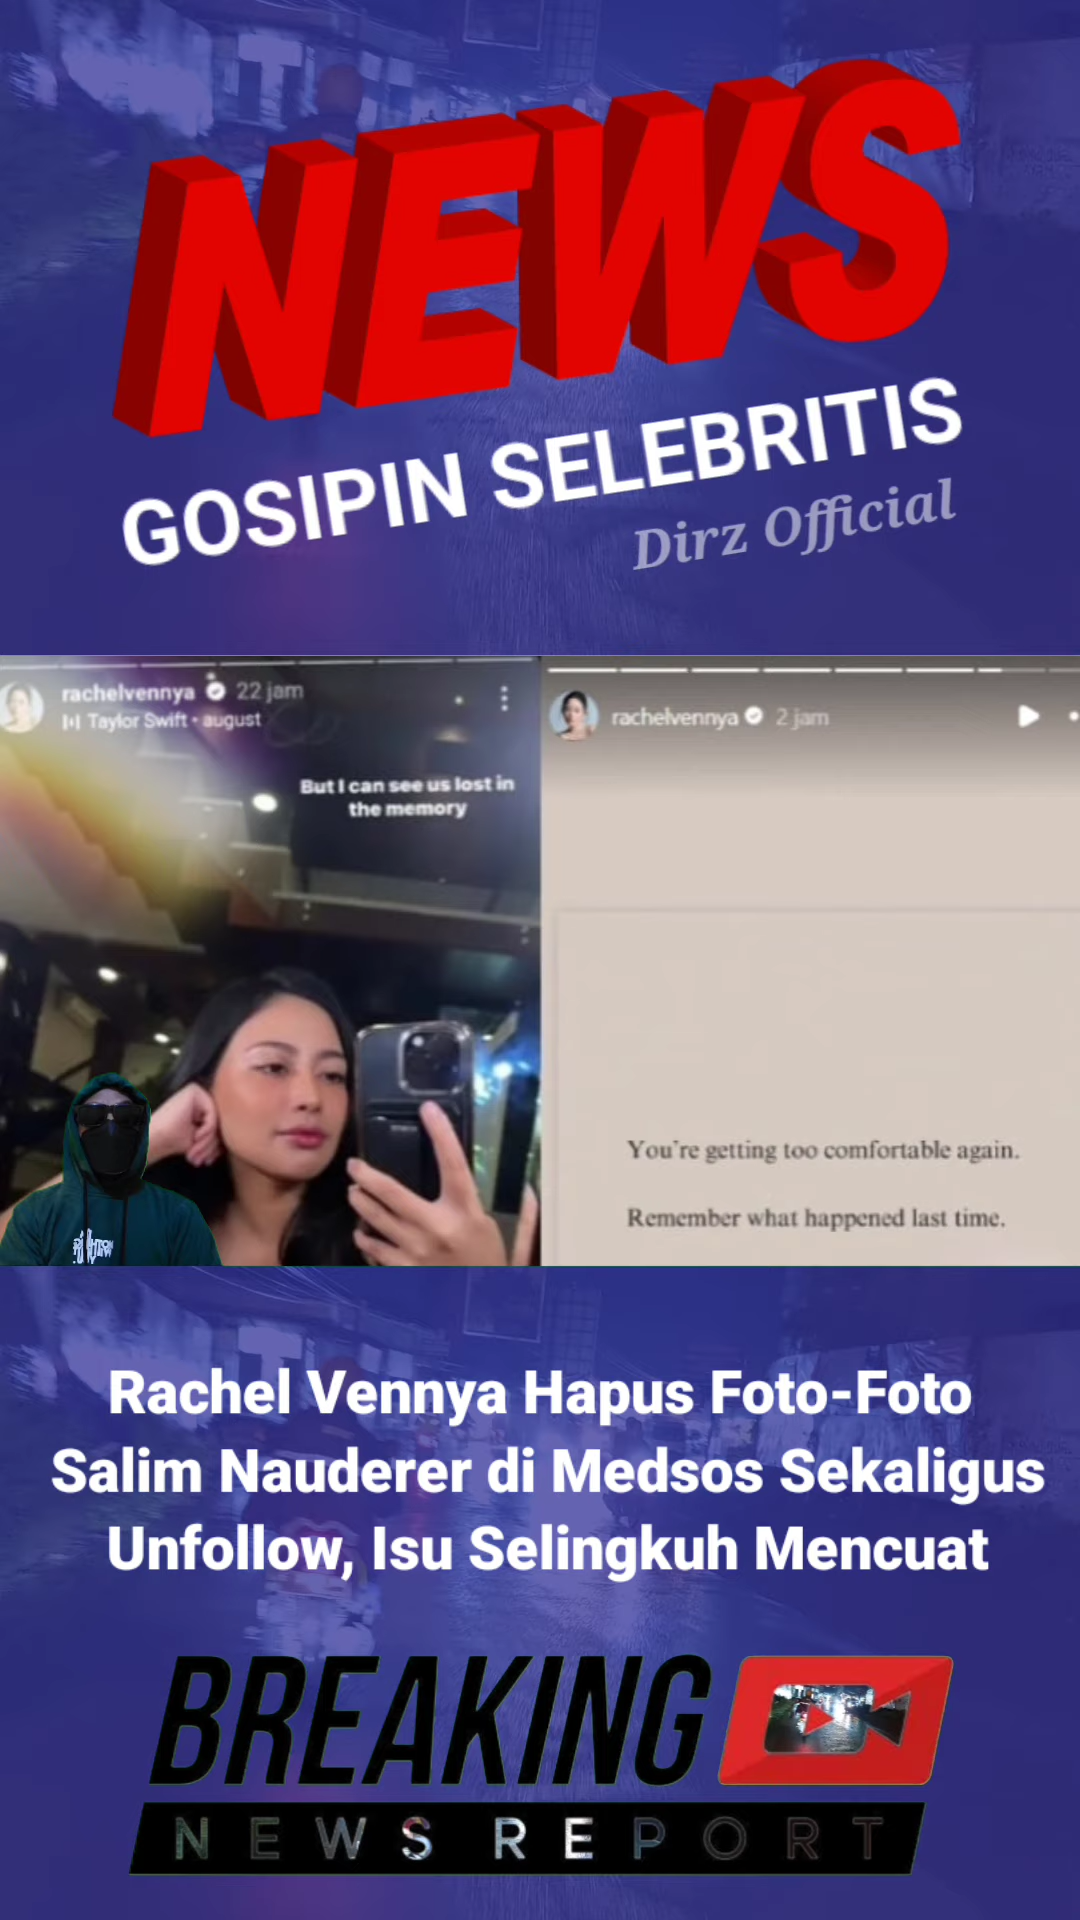 NEWS
GOSIPIN SELEBRITIS
Dirz Official
rachelvennya 22 jam
Taylor Swift • august
But I can see us lost in
the memory
rachelvennya 2 jam
You're getting too comfortable again.
Remember what happened last time.
Rachel Vennya Hapus Foto-Foto
Salim Nauderer di Medsos Sekaligus
Unfollow, Isu Selingkuh Mencuat
BREAKING
NEWS REPORT